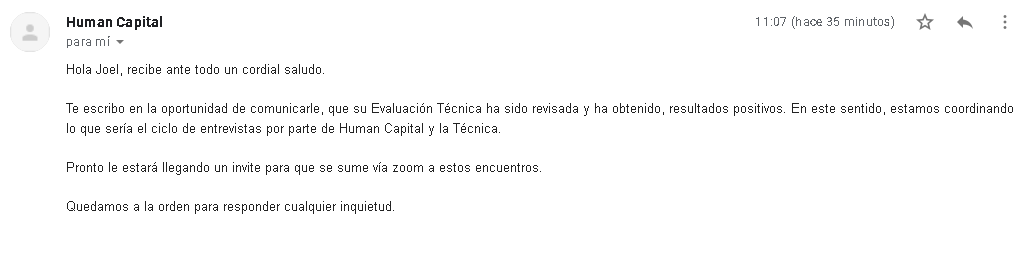 Human Capital
11:07 (hace 35 minutos)
para mí
Hola Joel, recibe ante todo un cordial saludo.
Te escribo en la oportunidad de comunicarle, que su Evaluación Técnica ha sido revisada y ha obtenido, resultados positivos. En este sentido, estamos coordinando
lo que sería el ciclo de entrevistas por parte de Human Capital y la Técnica.
Pronto le estará llegando un invite para que se sume vía zoom a estos encuentros.
Quedamos a la orden para responder cualquier inquietud.